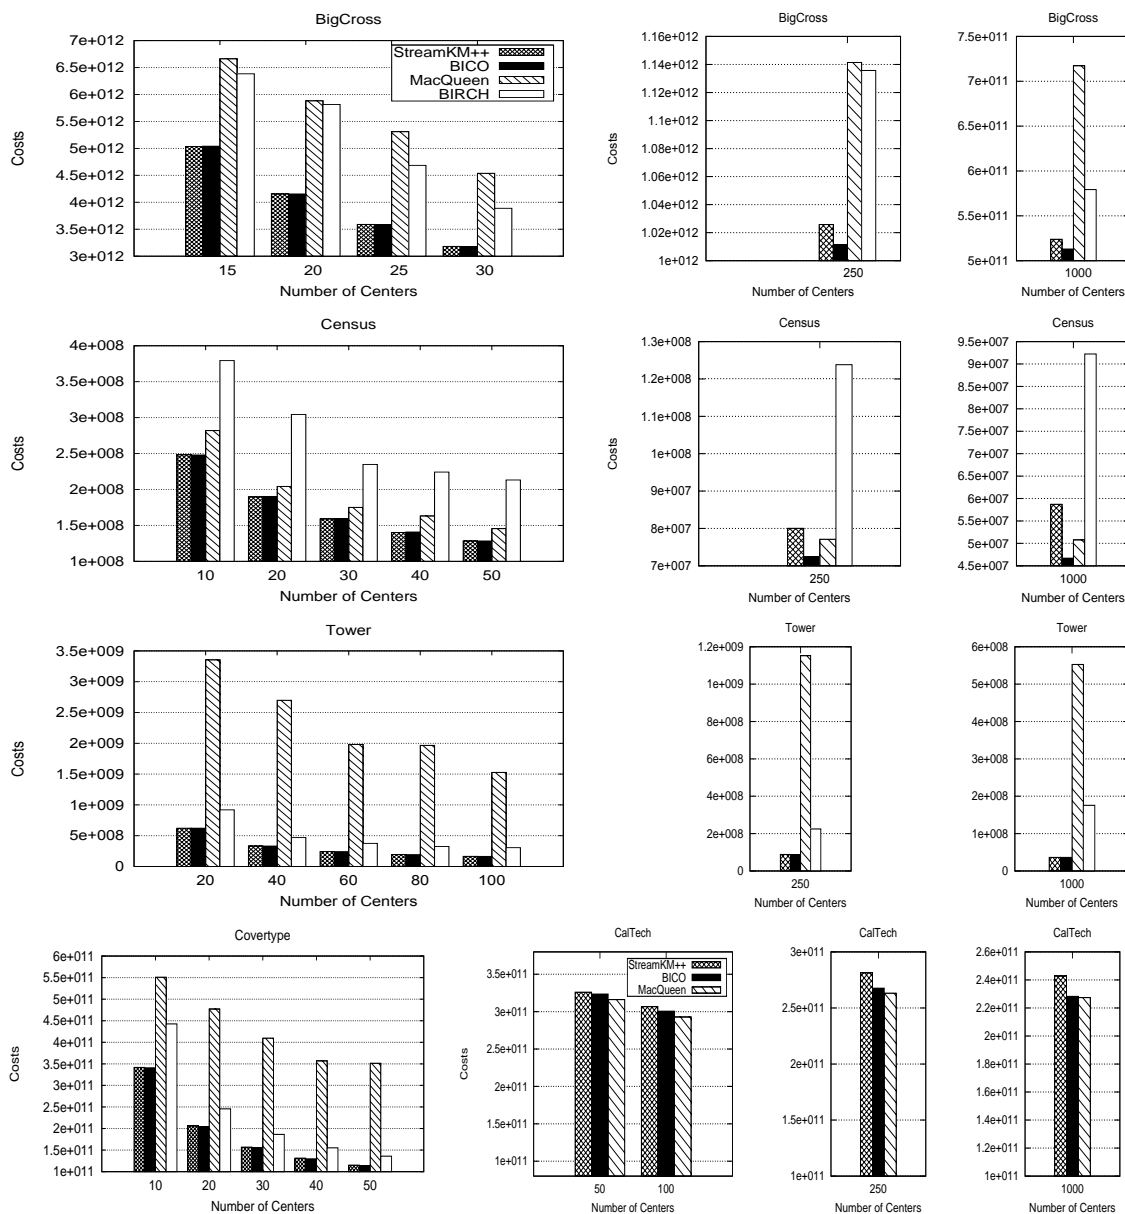 BigCross
7e+012
6.5e+012
6e+012
5.5e+012
5e+012
4.5e+012
4e+012
3.5e+012
3e+012
Costs
StreamKM++
BICO
MacQueen
BIRCH
15 20 25 30
Number of Centers
BigCross
1.16e+012
1.14e+012
1.12e+012
1.1e+012
1.08e+012
1.06e+012
1.04e+012
1.02e+012
1e+012
Costs
250
Number of Centers
BigCross
7.5e+011
7e+011
6.5e+011
6e+011
5.5e+011
5e+011
1000
Number of Centers
Census
4e+008
3.5e+008
3e+008
2.5e+008
2e+008
1.5e+008
1e+008
Costs
10 20 30 40 50
Number of Centers
Census
1.3e+008
1.2e+008
1.1e+008
1e+008
9e+007
8e+007
7e+007
Costs
250
Number of Centers
Census
9.5e+007
9e+007
8.5e+007
8e+007
7.5e+007
7e+007
6.5e+007
6e+007
5.5e+007
5e+007
4.5e+007
1000
Number of Centers
Tower
3.5e+009
3e+009
2.5e+009
2e+009
1.5e+009
1e+009
5e+008
0
Costs
20 40 60 80 100
Number of Centers
Tower
1.2e+009
1e+009
8e+008
6e+008
4e+008
2e+008
0
250
Number of Centers
Tower
6e+008
5e+008
4e+008
3e+008
2e+008
1e+008
0
1000
Number of Centers
Covertype
6e+011
5.5e+011
5e+011
4.5e+011
4e+011
3.5e+011
3e+011
2.5e+011
2e+011
1.5e+011
1e+011
Costs
10 20 30 40 50
Number of Centers
CalTech
3.5e+011
3e+011
2.5e+011
2e+011
1.5e+011
1e+011
Costs
StreamKM++
BICO
MacQueen
50 100
Number of Centers
CalTech
3e+011
2.5e+011
2e+011
1.5e+011
1e+011
250
Number of Centers
CalTech
2.6e+011
2.4e+011
2.2e+011
2e+011
1.8e+011
1.6e+011
1.4e+011
1.2e+011
1e+011
1000
Number of Centers